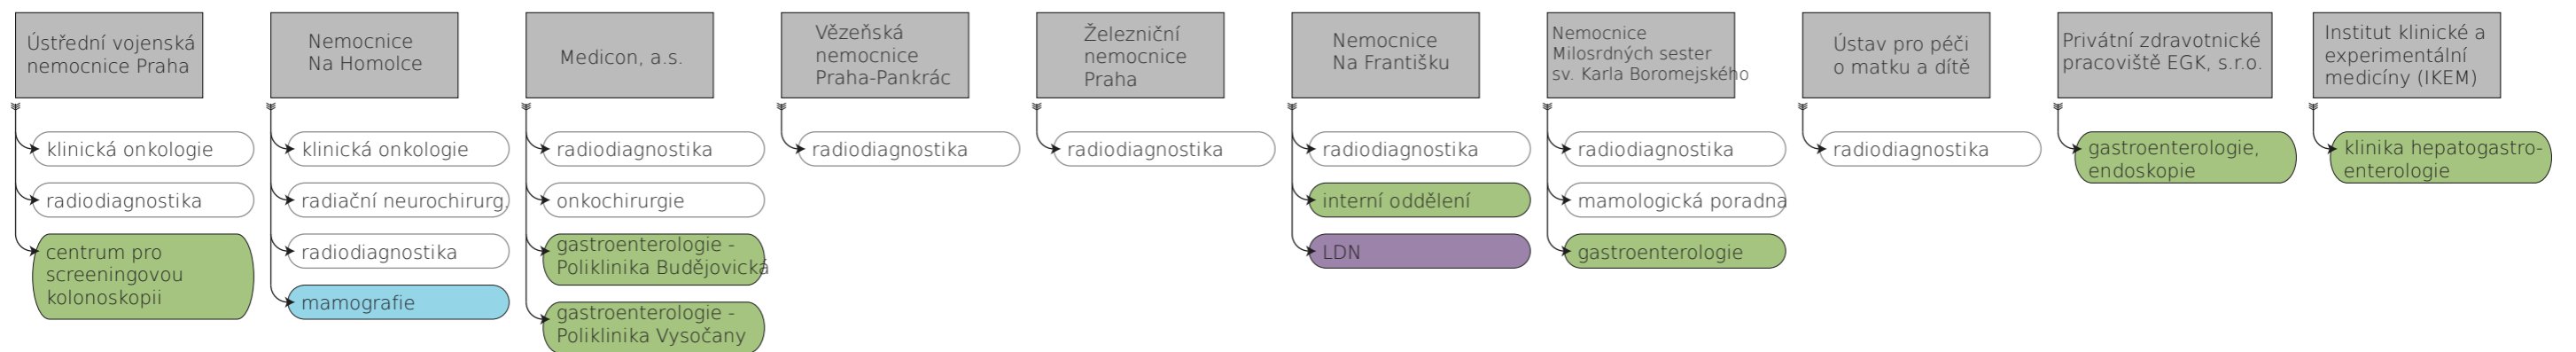 Ústřední vojenská
nemocnice Praha
klinická onkologie
radiodiagnostika
centrum pro
screeningovou
kolonoskopii
Nemocnice
Na Homolce
klinická onkologie
radiační neurochirurg.
radiodiagnostika
mamografie
Medicon, a.s.
radiodiagnostika
onkochirurgie
gastroenterologie -
Poliklinika Budějovická
gastroenterologie -
Poliklinika Vysočany
Vězeňská
nemocnice
Praha-Pankrác
radiodiagnostika
Železniční
nemocnice
Praha
radiodiagnostika
Nemocnice
Na Františku
radiodiagnostika
interní oddělení
LDN
Nemocnice
Milosrdných sester
sv. Karla Boromejského
radiodiagnostika
mamologická poradna
gastroenterologie
Ústav pro péči
o matku a dítě
radiodiagnostika
Privátní zdravotnické
pracoviště EGK, s.r.o.
gastroenterologie,
endoskopie
Institut klinické a
experimentální
medicíny (IKEM)
klinika hepatogastro-
enterologie